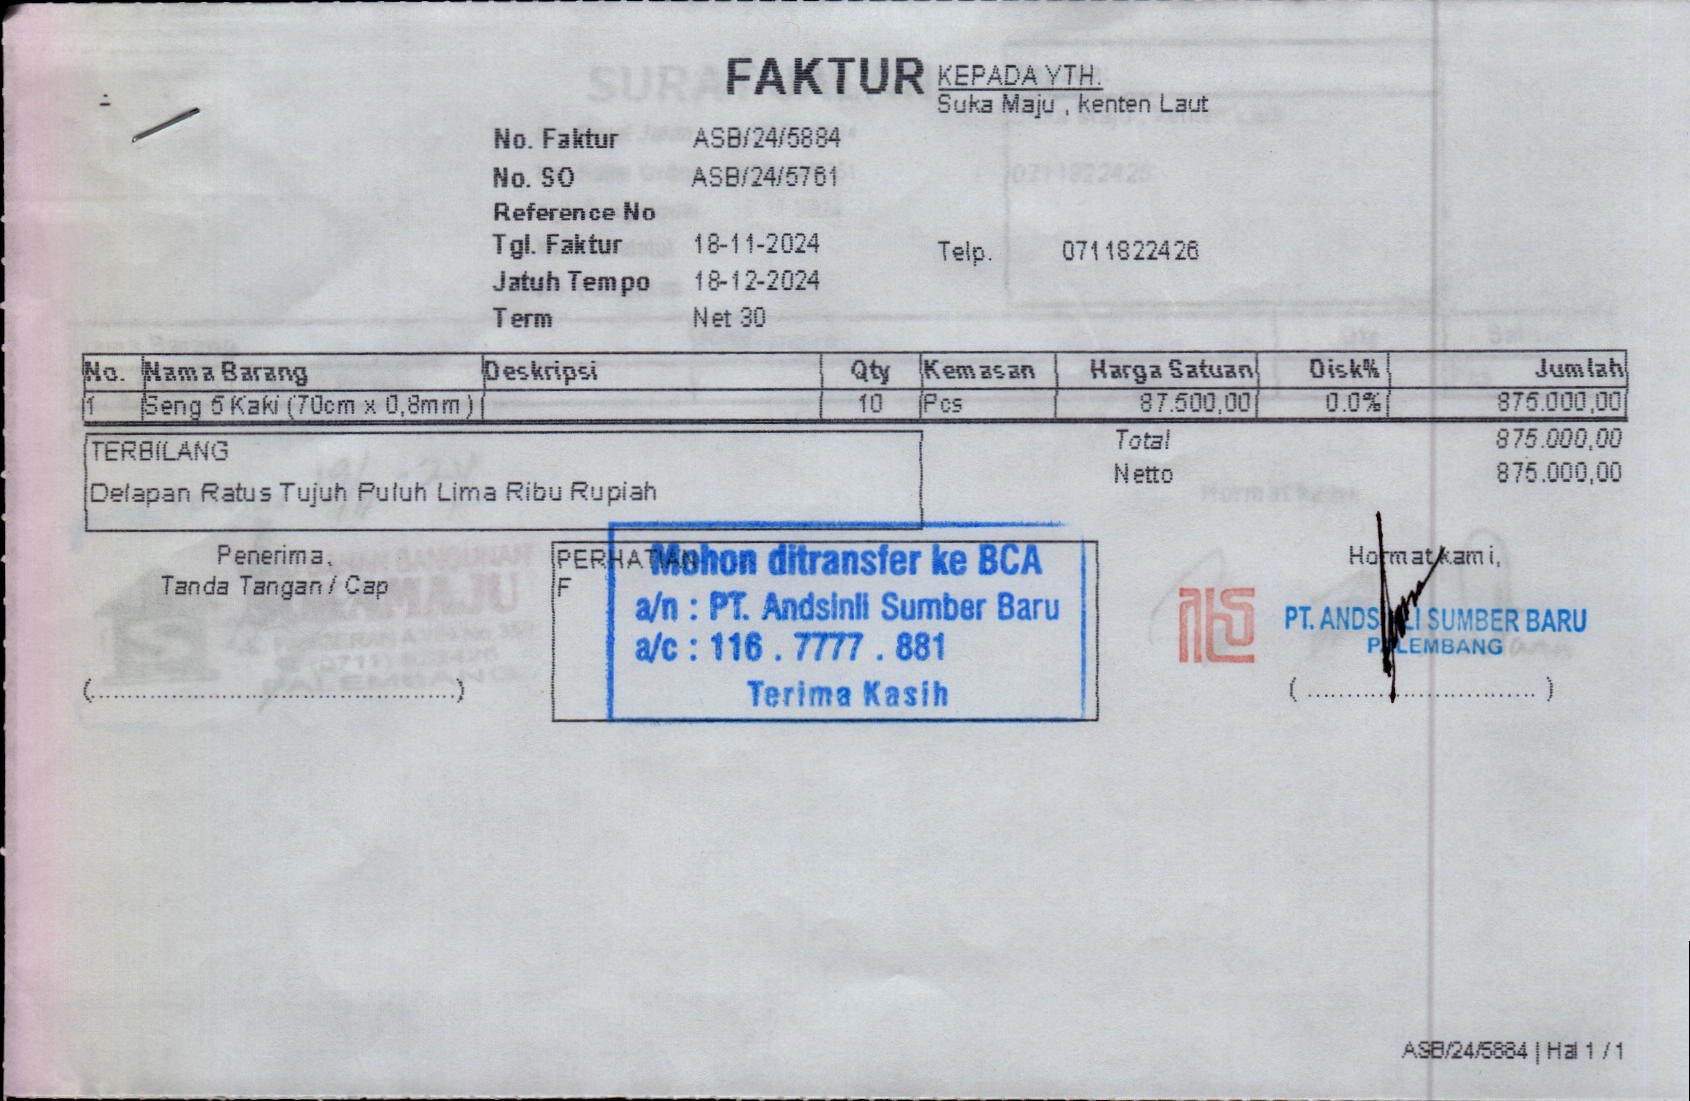 FAKTUR
KEPADA YTH.
Suka Maju , kenten Laut
No. Faktur ASB/24/5884
No. SO ASB/24/5761
Reference No
Tgl. Faktur 18-11-2024
Telp. 0711822426
Jatuh Tempo 18-12-2024
Term Net 30
No. Nama Barang Deskripsi Qty Kemasan Harga Satuan Disk% Jumlah
1 Seng 6 Kaki (70cm x 0,8mm) 10 Pcs 87.500,00 0.0% 875.000,00
TERBILANG
Delapan Ratus Tujuh Puluh Lima Ribu Rupiah
Total 875.000,00
Netto 875.000,00
Penerima,
Tanda Tangan / Cap
(..................................................)
PERHATIAN
F
Mohon ditransfer ke BCA
a/n : PT. Andsinli Sumber Baru
a/c : 116 . 7777 . 881
Terima Kasih
Hormat kami,
PT. ANDSINLI SUMBER BARU
PALEMBANG
( ............................... )
ASB/24/5884 | Hal 1 / 1